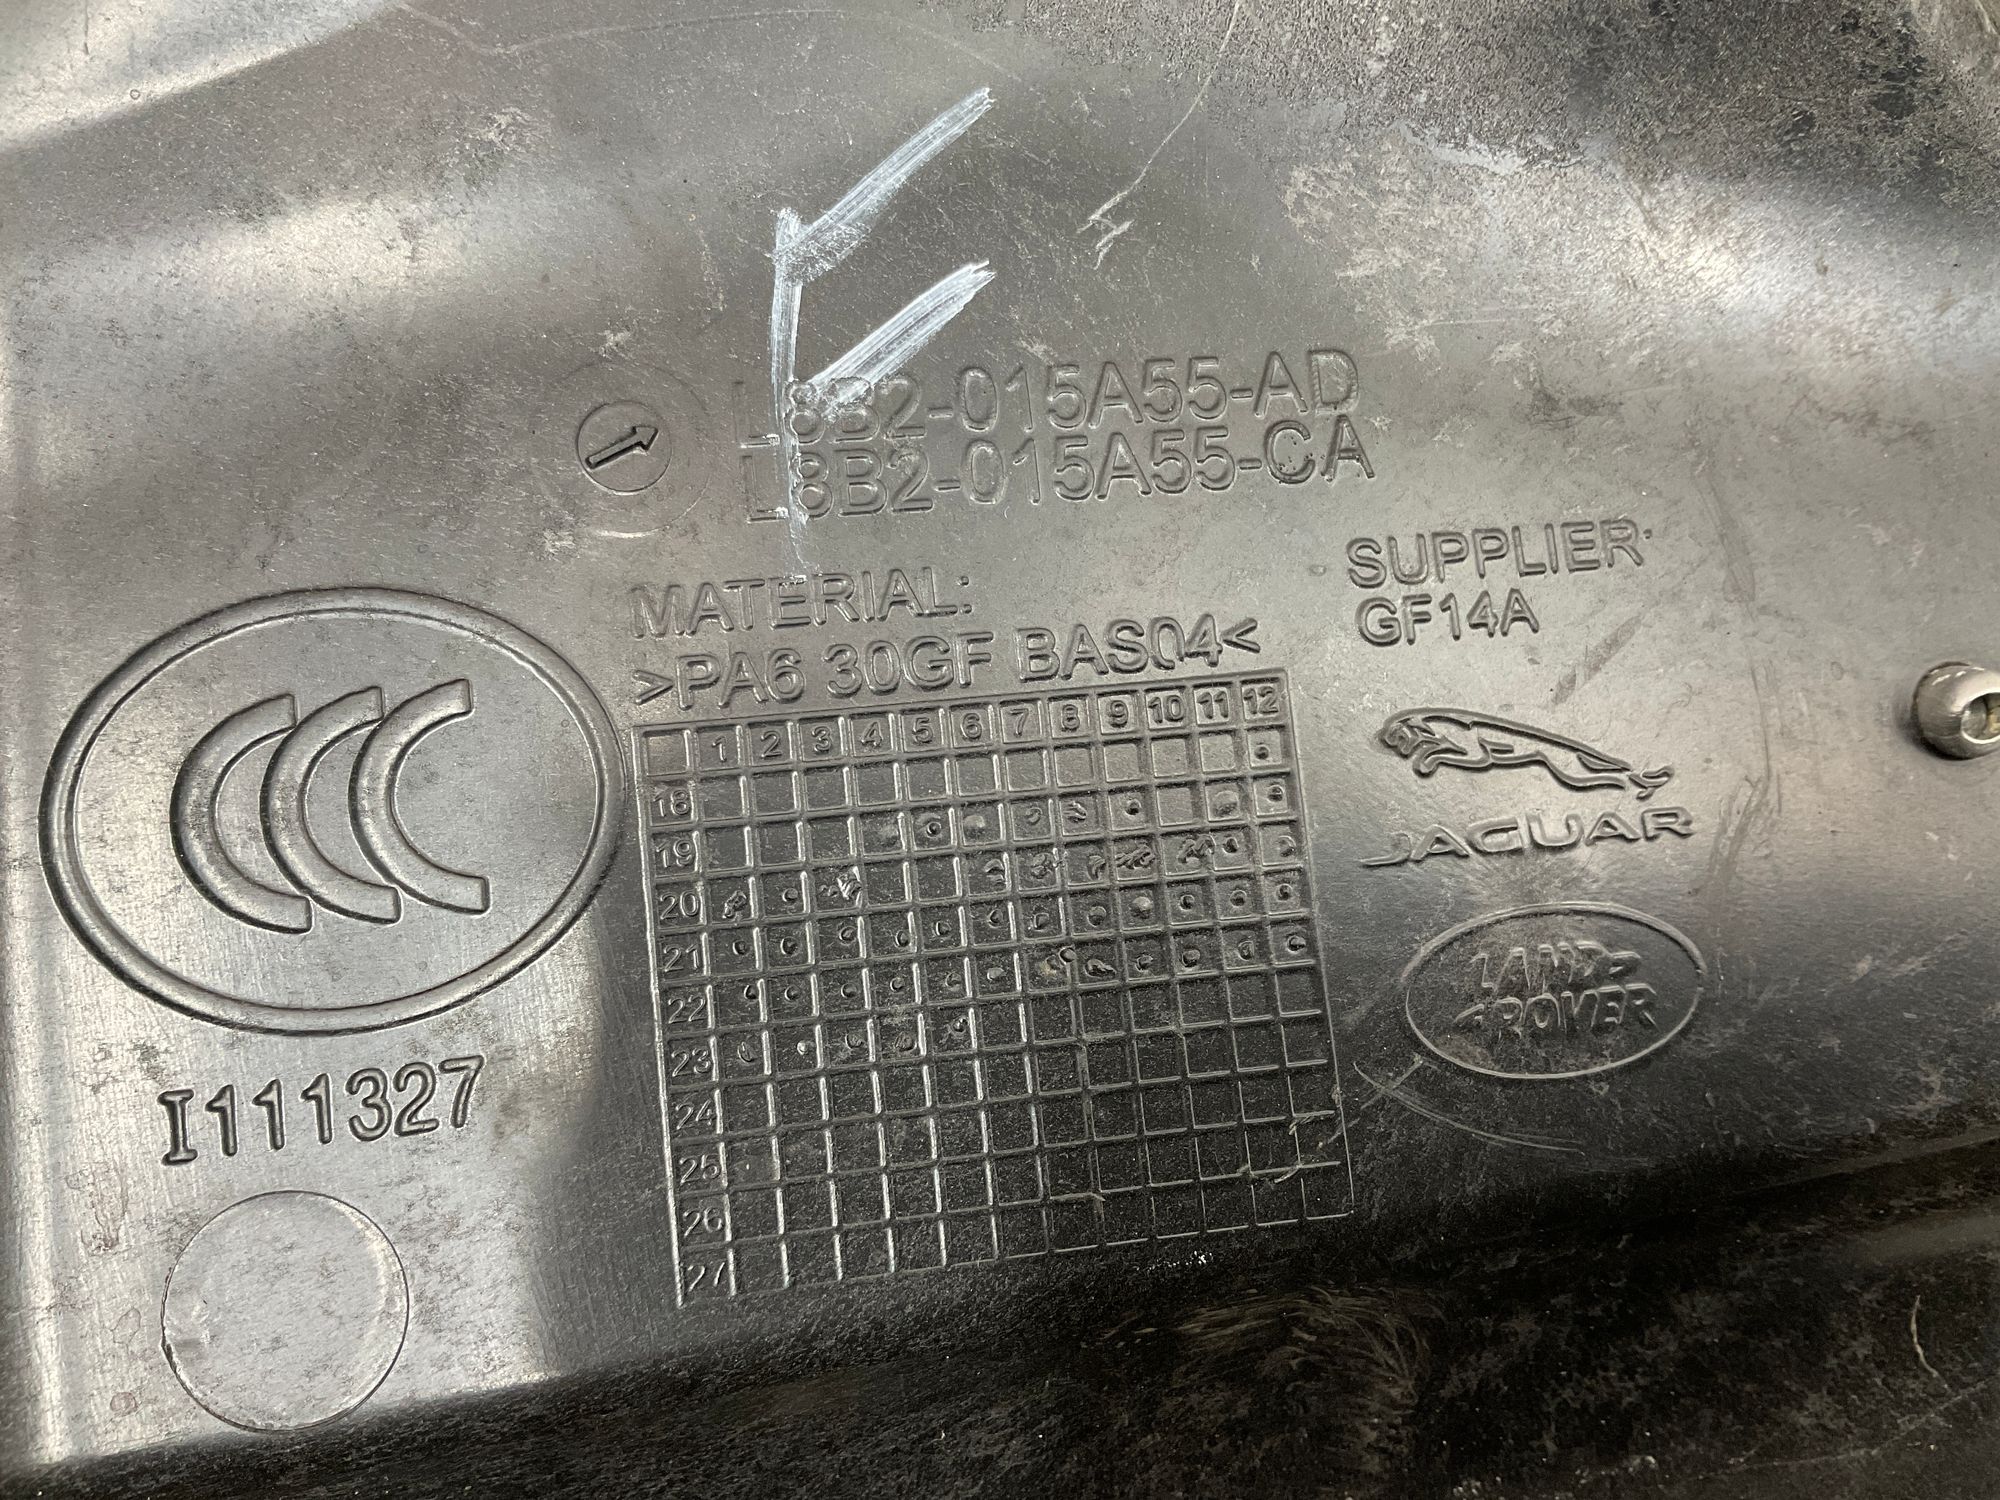 L8B2-015A55-AD
L8B2-015A55-CA
MATERIAL:
>PA6 30GF BAS04<
SUPPLIER
GF14A
CCC
I111327
1 2 3 4 5 6 7 8 9 10 11 12
18
19
20
21
22
23
24
25
26
27
JAGUAR
LAND
ROVER